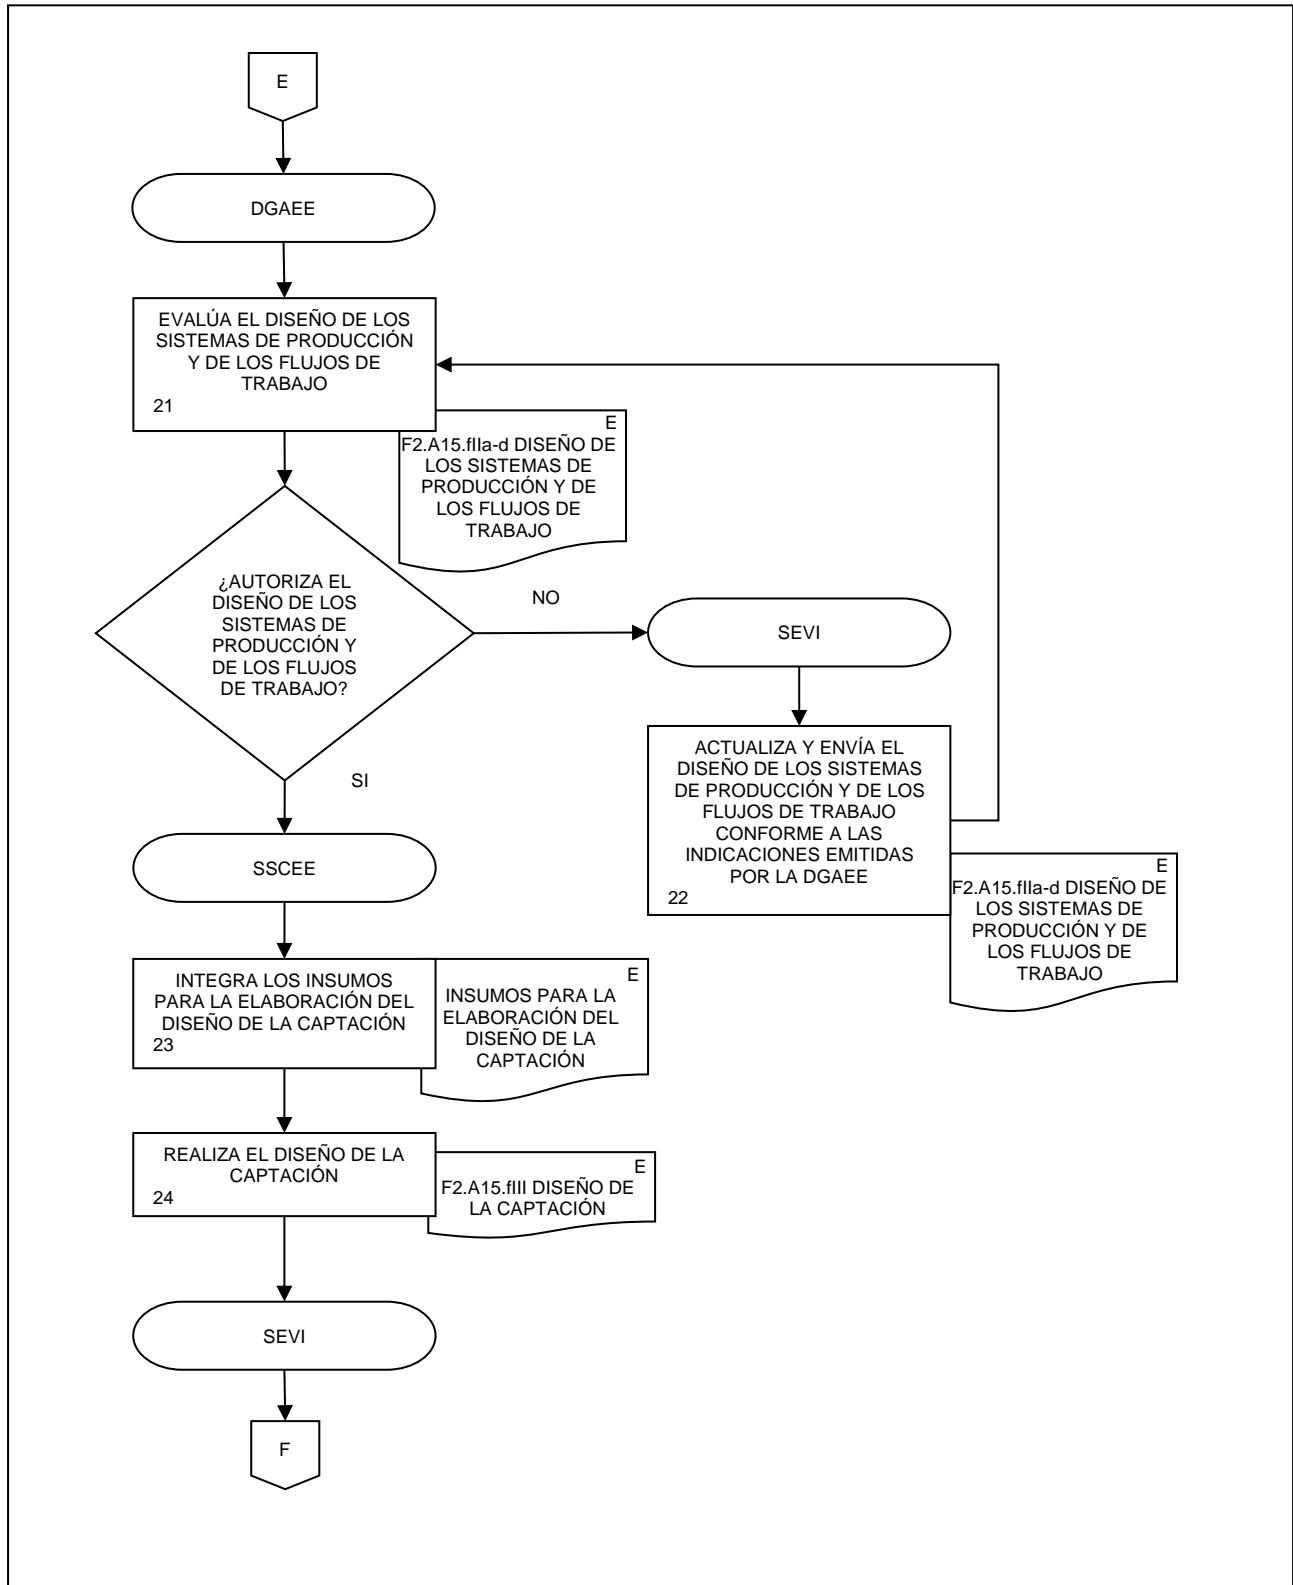 E
DGAEE
EVALÚA EL DISEÑO DE LOS
SISTEMAS DE PRODUCCIÓN
Y DE LOS FLUJOS DE
TRABAJO
21
E
F2.A15.fIIa-d DISEÑO DE
LOS SISTEMAS DE
PRODUCCIÓN Y DE
LOS FLUJOS DE
TRABAJO
¿AUTORIZA EL
DISEÑO DE LOS
SISTEMAS DE
PRODUCCIÓN Y
DE LOS FLUJOS
DE TRABAJO?
NO
SEVI
ACTUALIZA Y ENVÍA EL
DISEÑO DE LOS SISTEMAS
DE PRODUCCIÓN Y DE LOS
FLUJOS DE TRABAJO
CONFORME A LAS
INDICACIONES EMITIDAS
POR LA DGAEE
22
E
F2.A15.fIIa-d DISEÑO DE
LOS SISTEMAS DE
PRODUCCIÓN Y DE
LOS FLUJOS DE
TRABAJO
SI
SSCEE
INTEGRA LOS INSUMOS
PARA LA ELABORACIÓN DEL
DISEÑO DE LA CAPTACIÓN
23
E
INSUMOS PARA LA
ELABORACIÓN DEL
DISEÑO DE LA
CAPTACIÓN
REALIZA EL DISEÑO DE LA
CAPTACIÓN
24
E
F2.A15.fIII DISEÑO DE
LA CAPTACIÓN
SEVI
F